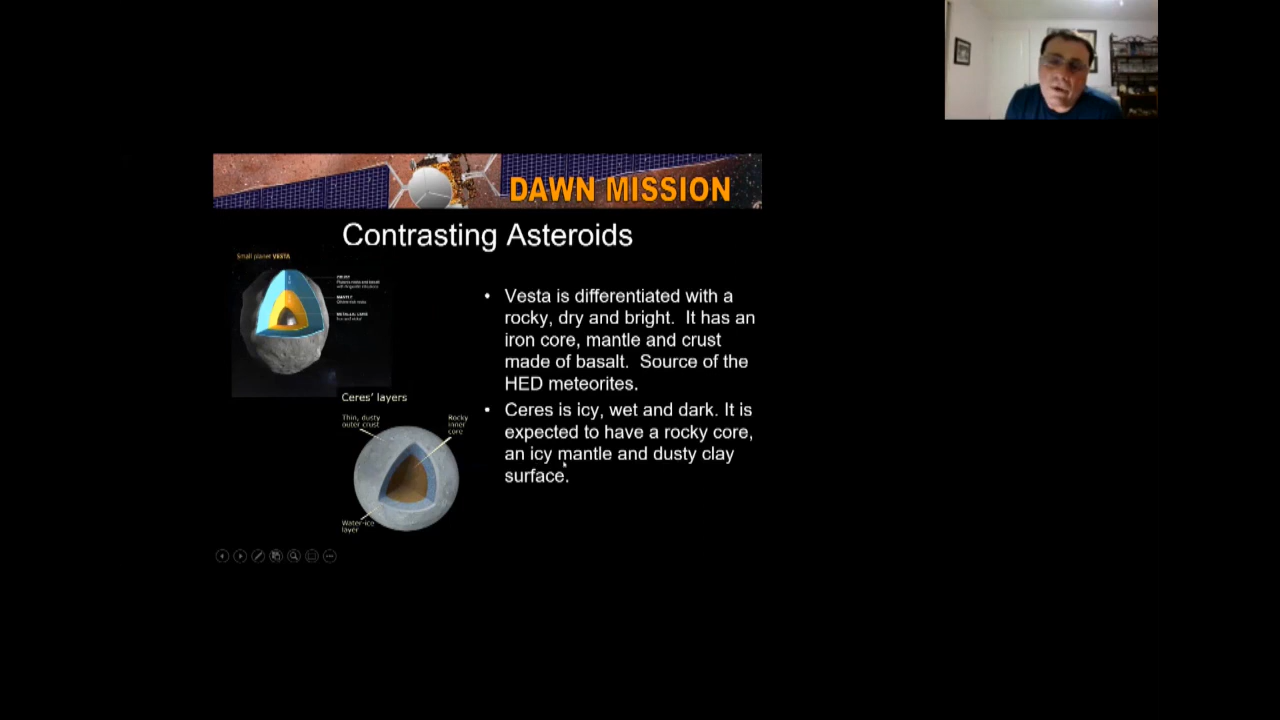 DAWN MISSION
Contrasting Asteroids
Small planet VESTA
MANTLE
METALLIC CORE
• Vesta is differentiated with a
rocky, dry and bright. It has an
iron core, mantle and crust
made of basalt. Source of the
HED meteorites.
Ceres' layers
Thin, dusty
outer crust
Rocky
inner
core
Water-ice
layer
• Ceres is icy, wet and dark. It is
expected to have a rocky core,
an icy mantle and dusty clay
surface.